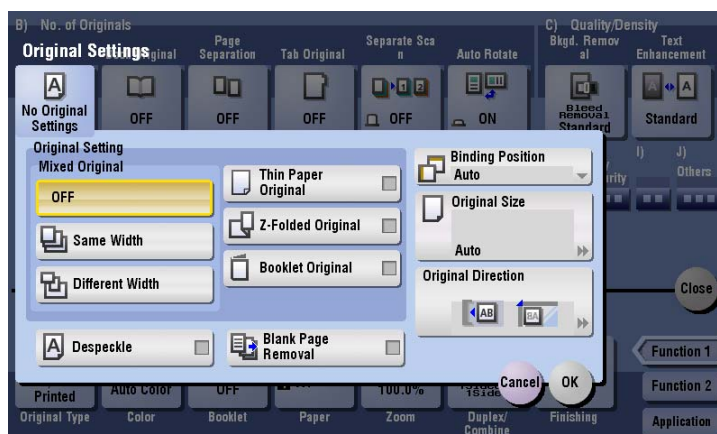 B) No. of Originals
C) Quality/Density
Original Settings
ginal
Page
Separation
Tab Original
Separate Sca
n
Auto Rotate
Bkgd. Remov
al
Text
Enhancement
No Original
Settings
OFF
OFF
OFF
OFF
ON
Bleed
Removal
Standard
Standard
Original Setting
Mixed Original
OFF
Same Width
Different Width
Thin Paper
Original
Z-Folded Original
Booklet Original
Despeckle
Blank Page
Removal
Binding Position
Auto
Original Size
Auto
Original Direction
AB
BA
Cancel
OK
I)
J)
Others
Close
Function 1
Function 2
Application
Printed
Auto Color
OFF
100.0%
1Side
Original Type
Color
Booklet
Paper
Zoom
Duplex/
Combine
Finishing